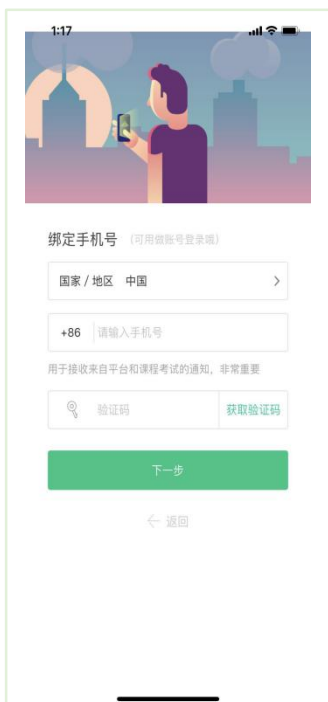 1:17
绑定手机号 (可用做账号登录哦)
国家 / 地区 中国
+86 请输入手机号
用于接收来自平台和课程考试的通知，非常重要
验证码 获取验证码
下一步
← 返回